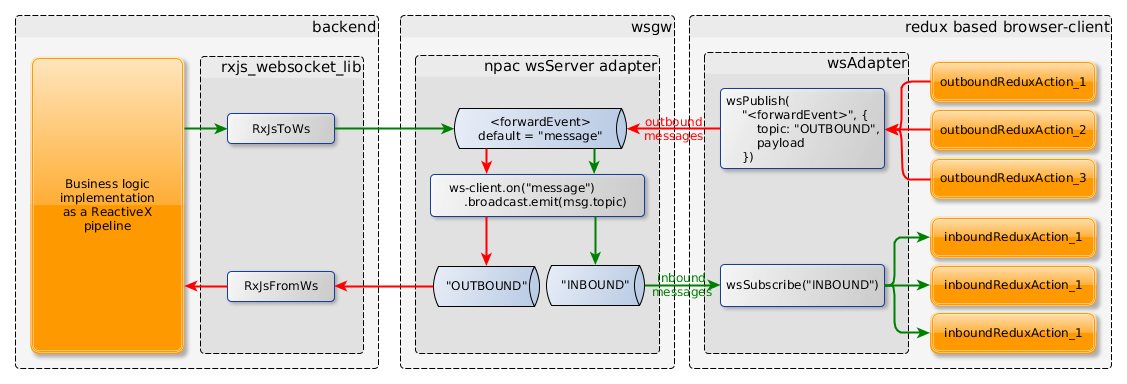 backend
rxjs_websocket_lib
Business logic
implementation
as a ReactiveX
pipeline
RxJsToWs
RxJsFromWs
wsgw
npac wsServer adapter
<forwardEvent>
default = "message"
ws-client.on("message")
.broadcast.emit(msg.topic)
"OUTBOUND"
"INBOUND"
outbound
messages
inbound
messages
redux based browser-client
wsAdapter
wsPublish(
"<forwardEvent>", {
topic: "OUTBOUND",
payload
})
wsSubscribe("INBOUND")
outboundReduxAction_1
outboundReduxAction_2
outboundReduxAction_3
inboundReduxAction_1
inboundReduxAction_1
inboundReduxAction_1